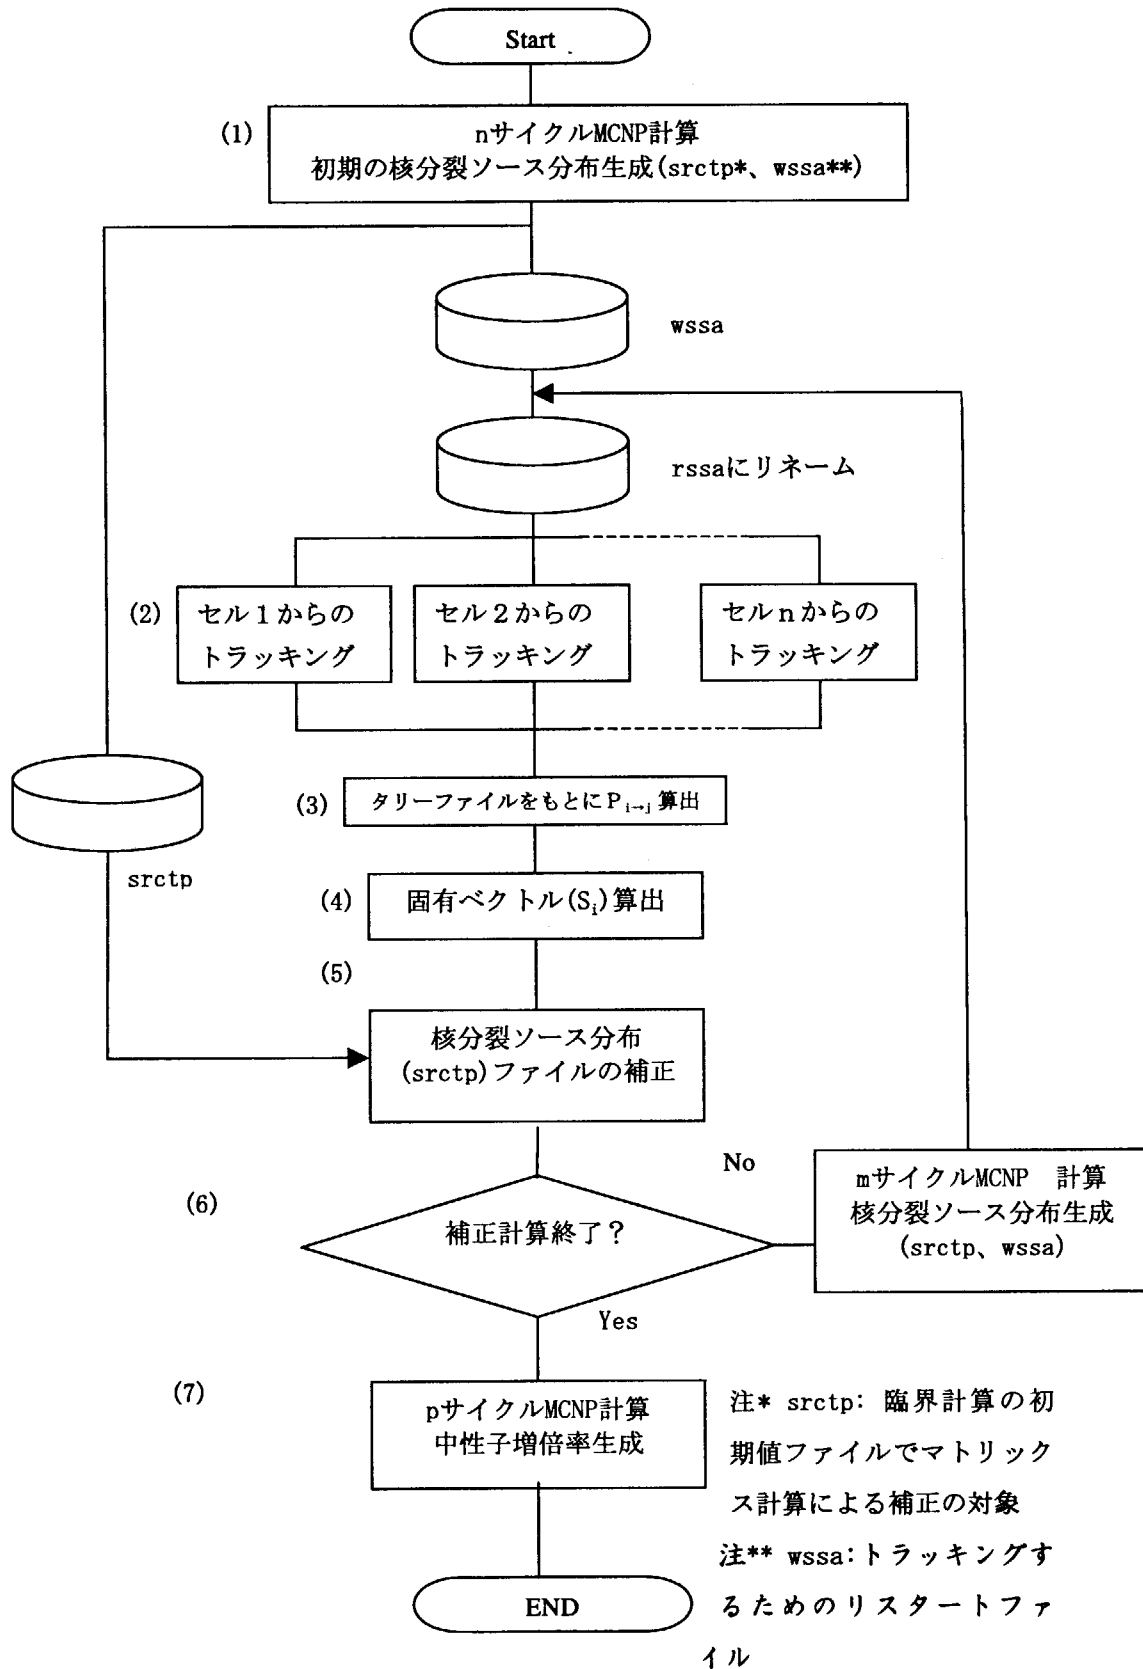 Start
(1)
nサイクルMCNP計算
初期の核分裂ソース分布生成(srctp*、wssa**)
wssa
rssaにリネーム
(2)
セル1からの
トラッキング
セル2からの
トラッキング
セルnからの
トラッキング
(3)
タリーファイルをもとにP i→j 算出
srctp
(4)
固有ベクトル(Si)算出
(5)
核分裂ソース分布
(srctp)ファイルの補正
No
mサイクルMCNP 計算
核分裂ソース分布生成
(srctp、wssa)
(6)
補正計算終了?
Yes
(7)
pサイクルMCNP計算
中性子増倍率生成
注* srctp: 臨界計算の初
期値ファイルでマトリック
ス計算による補正の対象
注** wssa:トラッキングす
るためのリスタートファ
イル
END